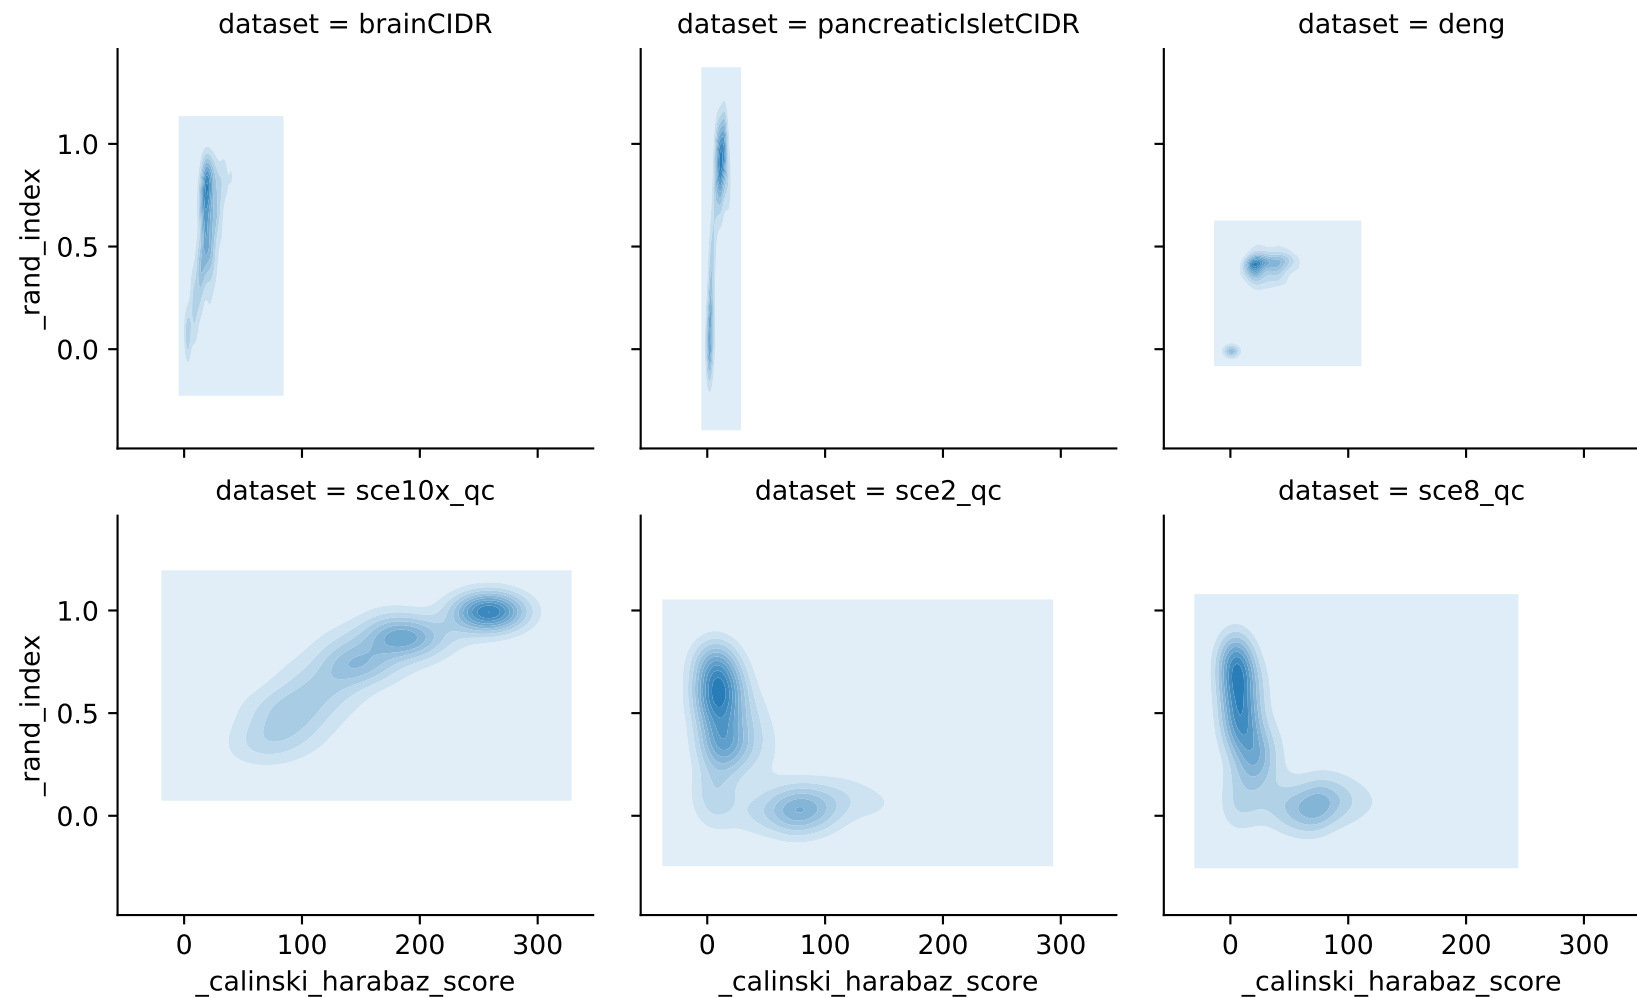 dataset = brainCIDR
dataset = pancreaticIsletCIDR
dataset = deng
_rand_index
1.0
0.5
0.0
dataset = sce10x_qc
dataset = sce2_qc
dataset = sce8_qc
_rand_index
1.0
0.5
0.0
0 100 200 300
0 100 200 300
0 100 200 300
_calinski_harabaz_score
_calinski_harabaz_score
_calinski_harabaz_score